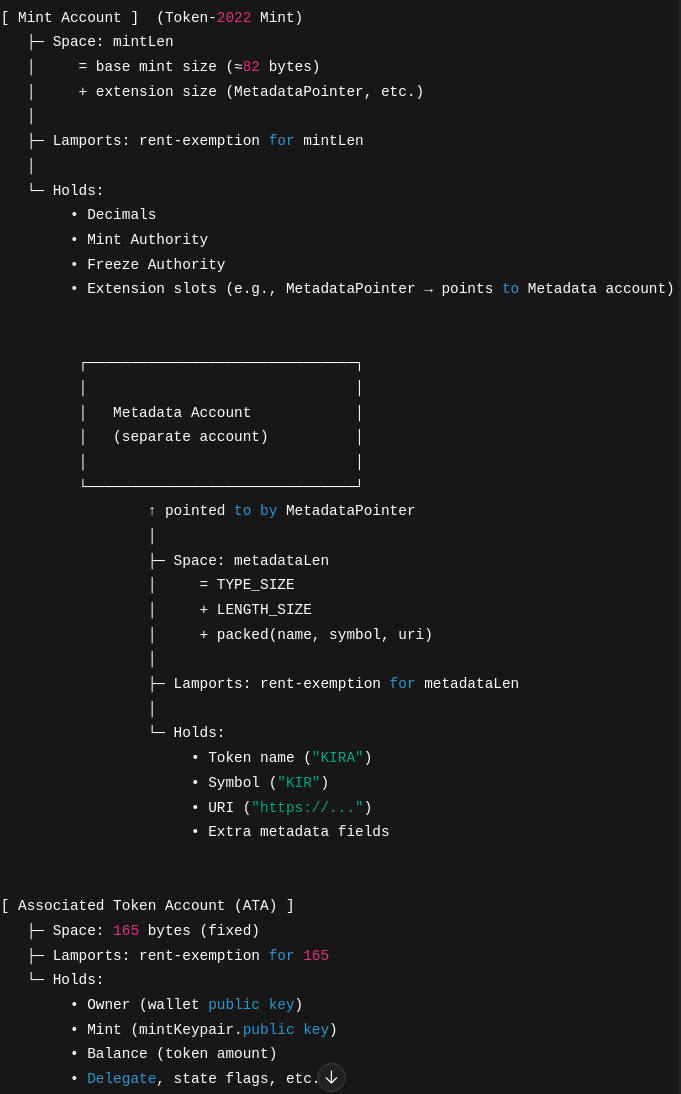 [ Mint Account ]  (Token-2022 Mint)
   ├─ Space: mintLen
   │     = base mint size (≈82 bytes)
   │     + extension size (MetadataPointer, etc.)
   │
   ├─ Lamports: rent-exemption for mintLen
   │
   └─ Holds:
        • Decimals
        • Mint Authority
        • Freeze Authority
        • Extension slots (e.g., MetadataPointer → points to Metadata account)
         ┌───────────────────────────────┐
         │                               │
         │   Metadata Account            │
         │   (separate account)          │
         │                               │
         └───────────────────────────────┘
                 ↑ pointed to by MetadataPointer
                 │
                 ├─ Space: metadataLen
                 │     = TYPE_SIZE
                 │     + LENGTH_SIZE
                 │     + packed(name, symbol, uri)
                 │
                 ├─ Lamports: rent-exemption for metadataLen
                 │
                 └─ Holds:
                      • Token name ("KIRA")
                      • Symbol ("KIR")
                      • URI ("https://...")
                      • Extra metadata fields
[ Associated Token Account (ATA) ]
   ├─ Space: 165 bytes (fixed)
   ├─ Lamports: rent-exemption for 165
   └─ Holds:
        • Owner (wallet public key)
        • Mint (mintKeypair.public key)
        • Balance (token amount)
        • Delegate, state flags, etc.